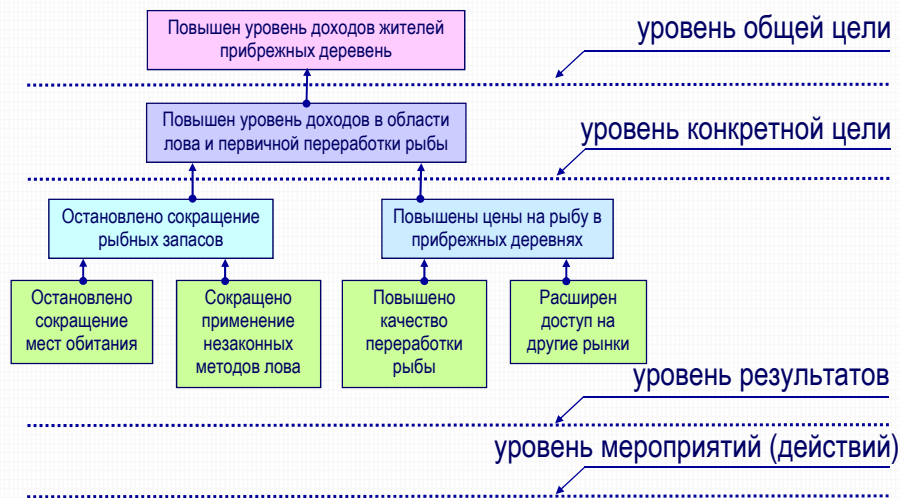 Повышен уровень доходов жителей
прибрежных деревень
уровень общей цели
Повышен уровень доходов в области
лова и первичной переработки рыбы
уровень конкретной цели
Остановлено сокращение
рыбных запасов
Повышены цены на рыбу в
прибрежных деревнях
Остановлено
сокращение
мест обитания
Сокращено
применение
незаконных
методов лова
Повышено
качество
переработки
рыбы
Расширен
доступ на
другие рынки
уровень результатов
уровень мероприятий (действий)